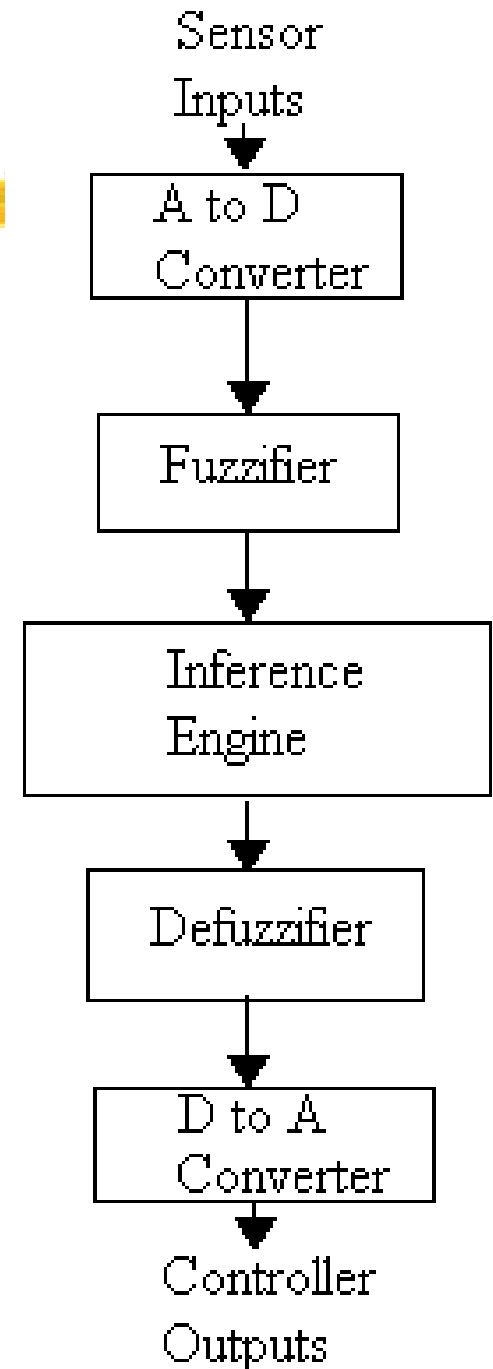 Sensor
Inputs
A to D
Converter
Fuzzifier
Inference
Engine
Defuzzifier
D to A
Converter
Controller
Outputs